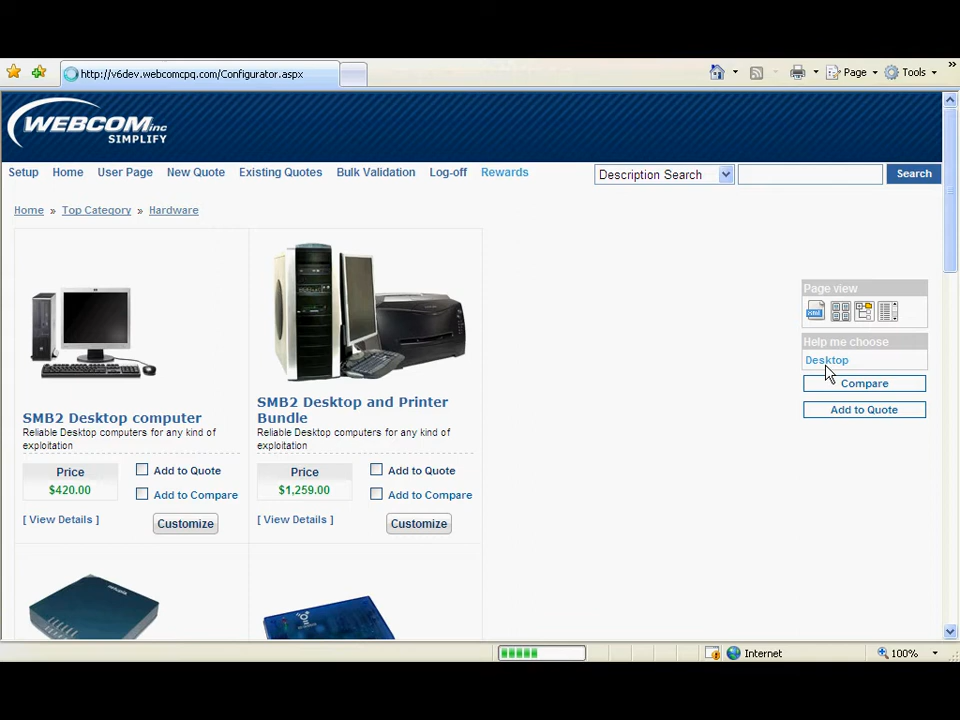 http://v6dev.webcomcpq.com/Configurator.aspx
Page
Tools
»
WEBCOM inc
SIMPLIFY
Setup Home User Page New Quote Existing Quotes Bulk Validation Log-off Rewards
Description Search
Search
Home » Top Category » Hardware
Page view
Help me choose
Desktop
Compare
Add to Quote
SMB2 Desktop computer
Reliable Desktop computers for any kind of
exploitation
Price
$420.00
Add to Quote
Add to Compare
[ View Details ]
Customize
SMB2 Desktop and Printer
Bundle
Reliable Desktop computers for any kind of
exploitation
Price
$1,259.00
Add to Quote
Add to Compare
[ View Details ]
Customize
Internet
100%